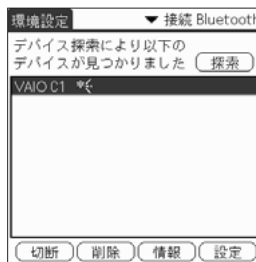 環境設定 ▼ 接続 Bluetooth
デバイス探索により以下の
デバイスが見つかりました 探索
VAIO C1
切断 削除 情報 設定